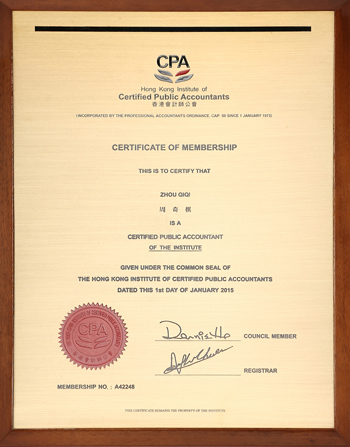 CPA
Hong Kong Institute of
Certified Public Accountants
香港會計師公會
( INCORPORATED BY THE PROFESSIONAL ACCOUNTANTS ORDINANCE, CAP. 50 SINCE 1 JANUARY 1973)
CERTIFICATE OF MEMBERSHIP
THIS IS TO CERTIFY THAT
ZHOU QIQI
周 奇 棋
IS A
CERTIFIED PUBLIC ACCOUNTANT
OF THE INSTITUTE
GIVEN UNDER THE COMMON SEAL OF
THE HONG KONG INSTITUTE OF CERTIFIED PUBLIC ACCOUNTANTS
DATED THIS 1st DAY OF JANUARY 2015
CPA
COUNCIL MEMBER
REGISTRAR
MEMBERSHIP NO. : A42248
THIS CERTIFICATE REMAINS THE PROPERTY OF THE INSTITUTE.